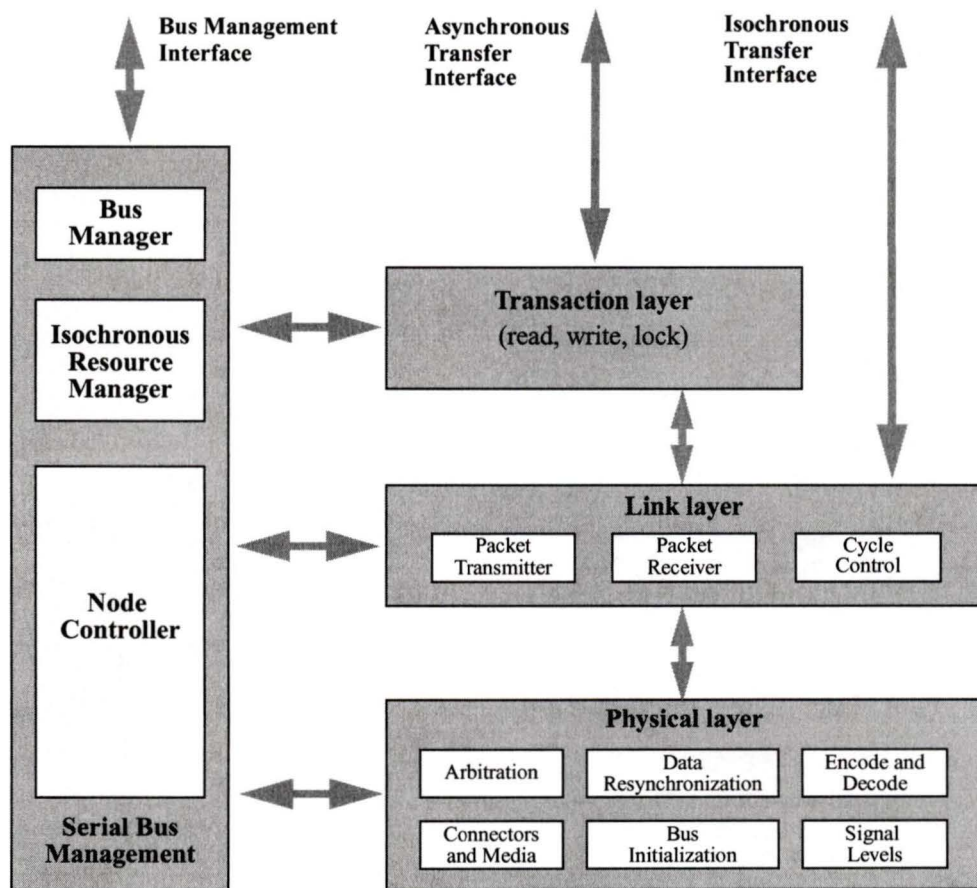 Bus Management
Interface
Asynchronous
Transfer
Interface
Isochronous
Transfer
Interface
Bus
Manager
Isochronous
Resource
Manager
Node
Controller
Serial Bus
Management
Transaction layer
(read, write, lock)
Link layer
Packet
Transmitter
Packet
Receiver
Cycle
Control
Physical layer
Arbitration
Data
Resynchronization
Encode and
Decode
Connectors
and Media
Bus
Initialization
Signal
Levels